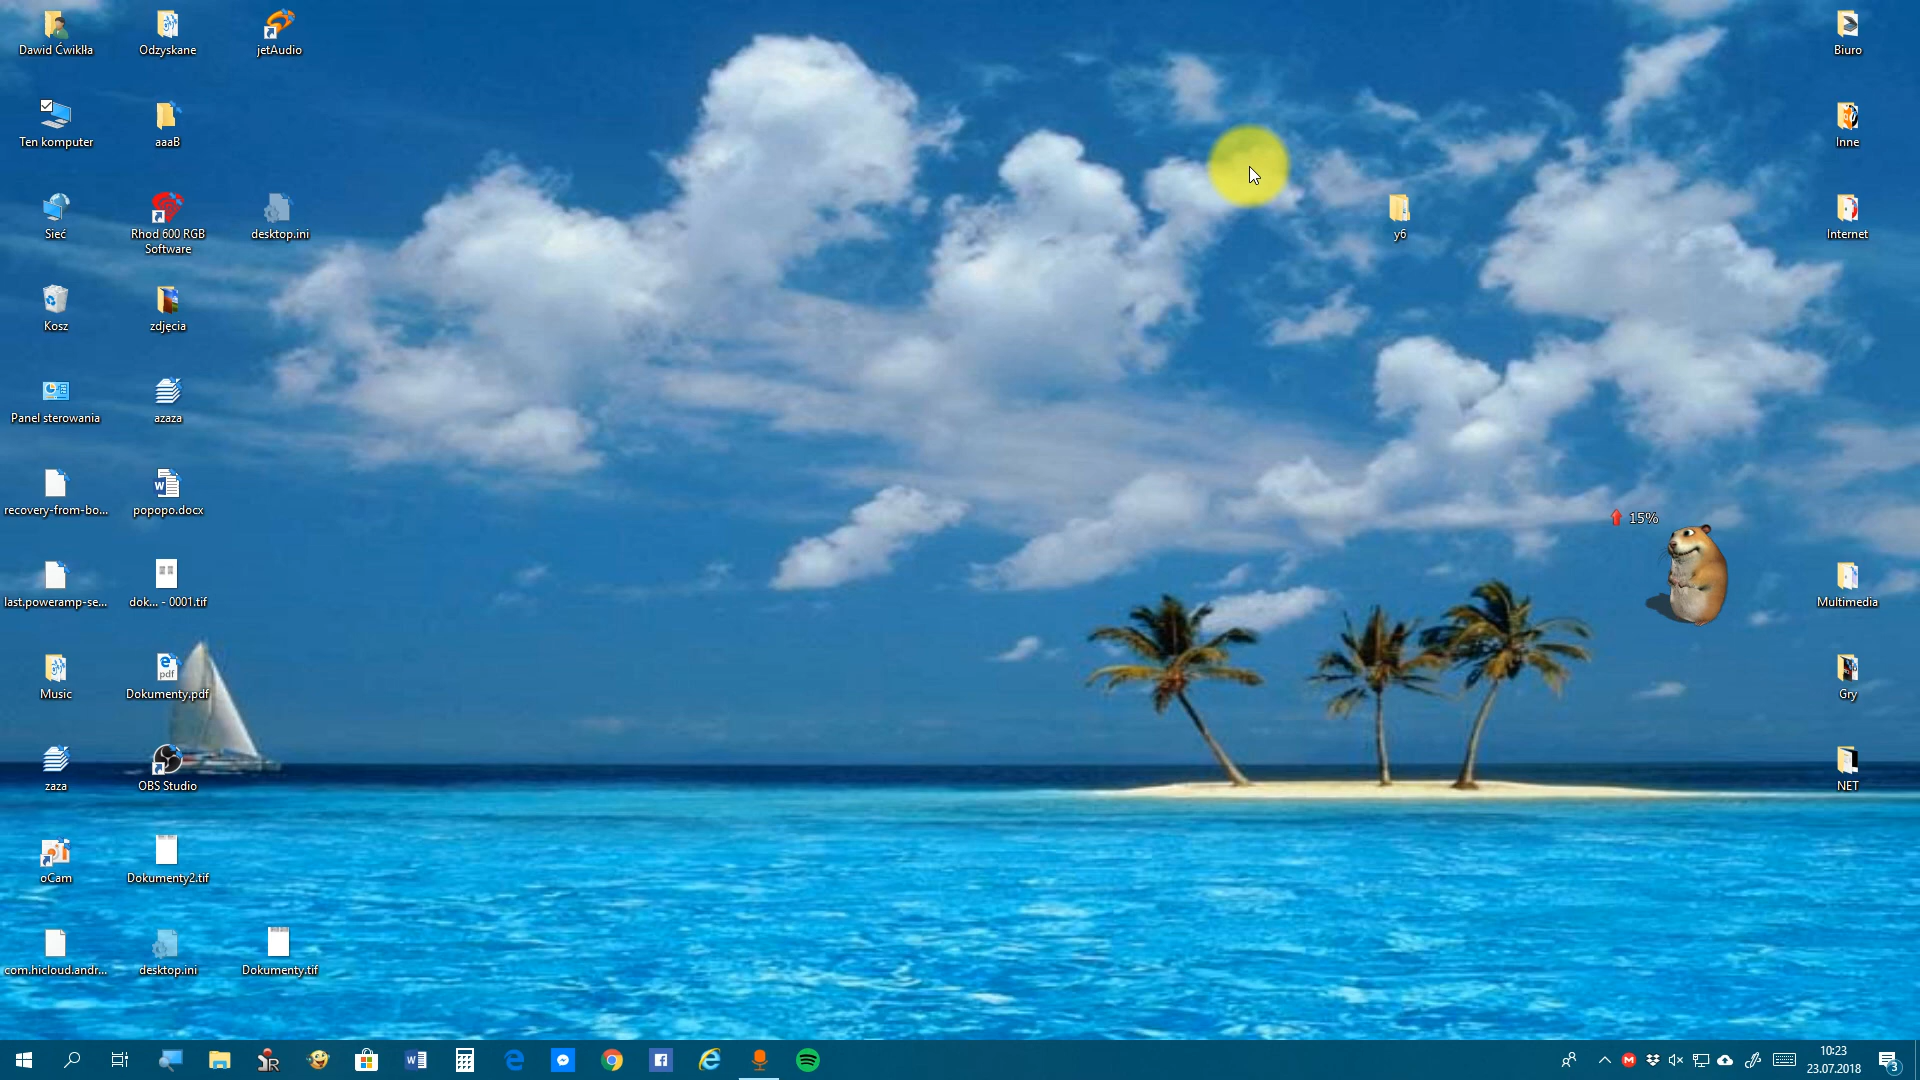 Dawid Ćwikłła
Odzyskane
jetAudio
Biuro
Ten komputer
aaaB
Inne
Sieć
Rhod 600 RGB
Software
desktop.ini
y6
Internet
Kosz
zdjęcia
Panel sterowania
azaza
recovery-from-bo...
popopo.docx
15%
last.poweramp-se...
dok... - 0001.tif
Multimedia
Music
Dokumenty.pdf
Gry
zaza
OBS Studio
NET
oCam
Dokumenty2.tif
com.hicloud.andr...
desktop.ini
Dokumenty.tif
10:23
23.07.2018
3